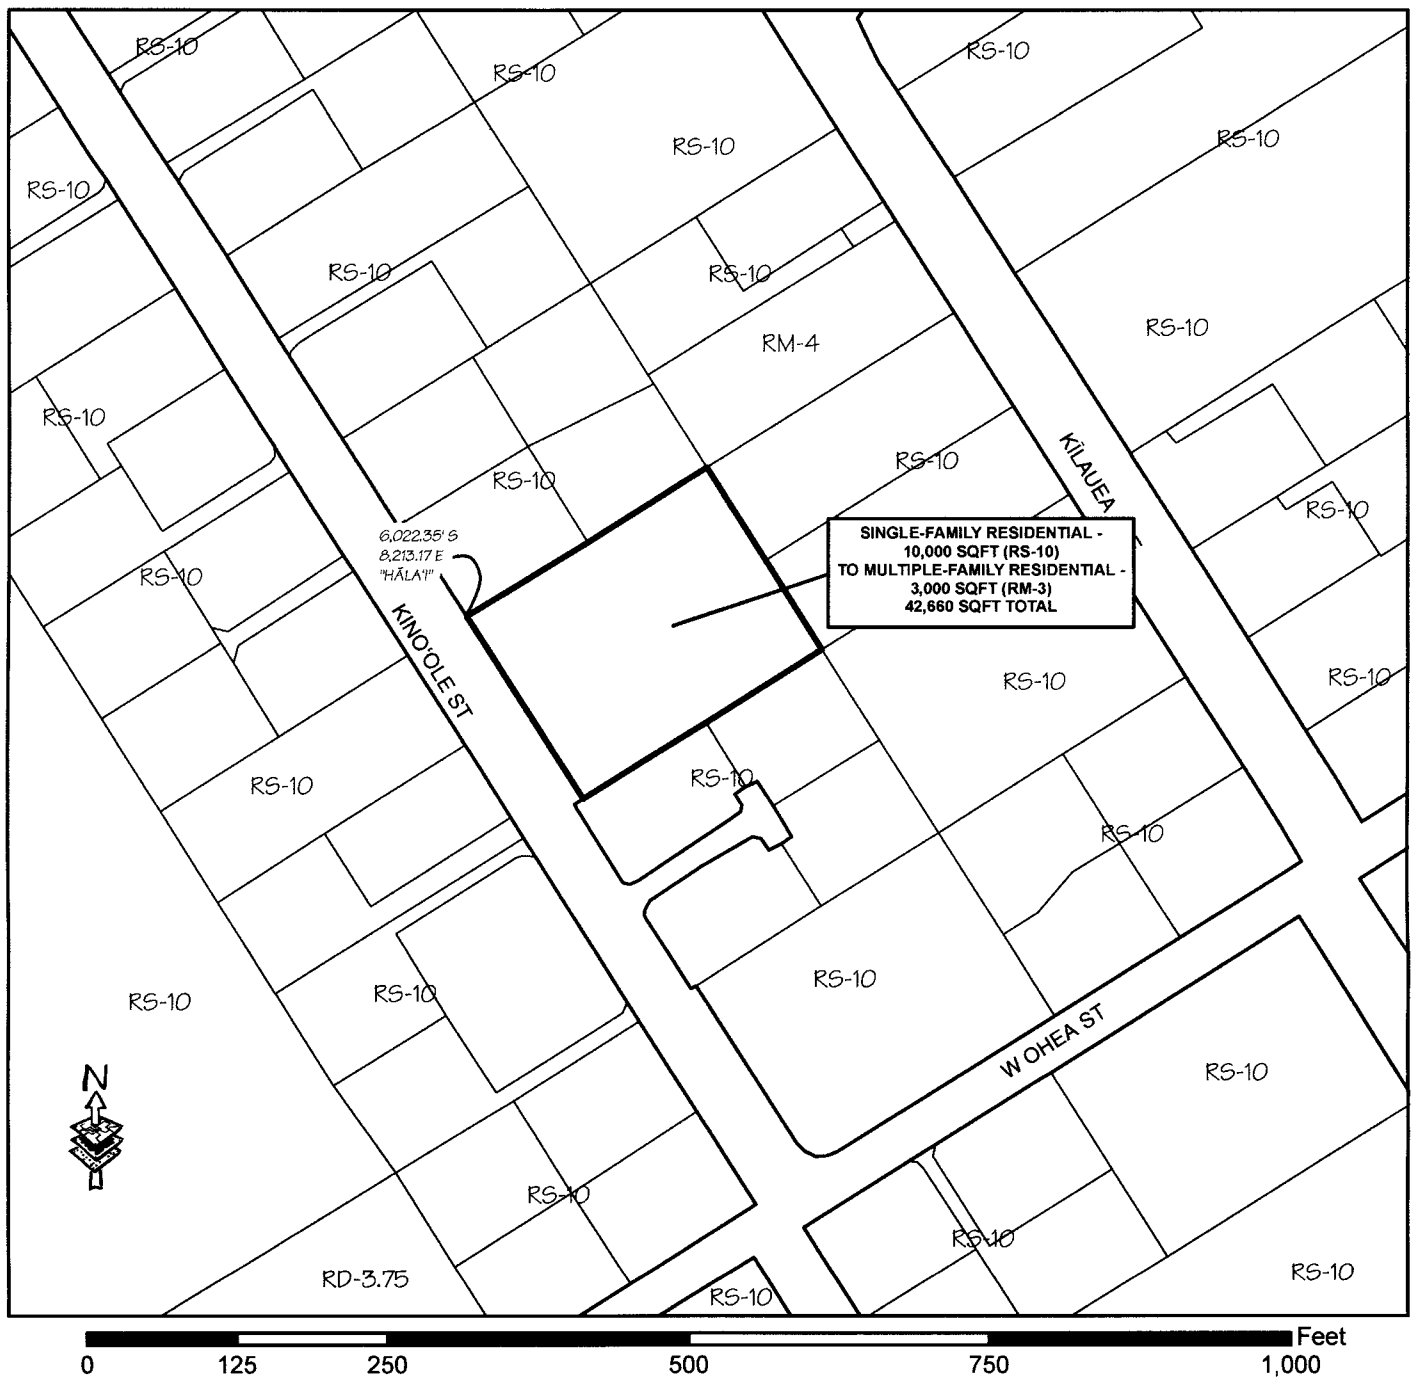 RS-10
RS-10
RS-10
RS-10
RS-10
RS-10
RS-10
RS-10
RS-10
RM-4
RS-10
RS-10
RS-10
KĪLAUEA
RS-10
6,022.35' S
8,213.17 E
"HĀLA'I"
SINGLE-FAMILY RESIDENTIAL -
10,000 SQFT (RS-10)
TO MULTIPLE-FAMILY RESIDENTIAL -
3,000 SQFT (RM-3)
42,660 SQFT TOTAL
RS-10
KINO'OLE ST
RS-10
RS-10
RS-10
RS-10
RS-10
RS-10
RS-10
RS-10
W OHEA ST
RS-10
N
RS-10
RS-10
RD-3.75
RS-10
RS-10
Feet
0 125 250 500 750 1,000